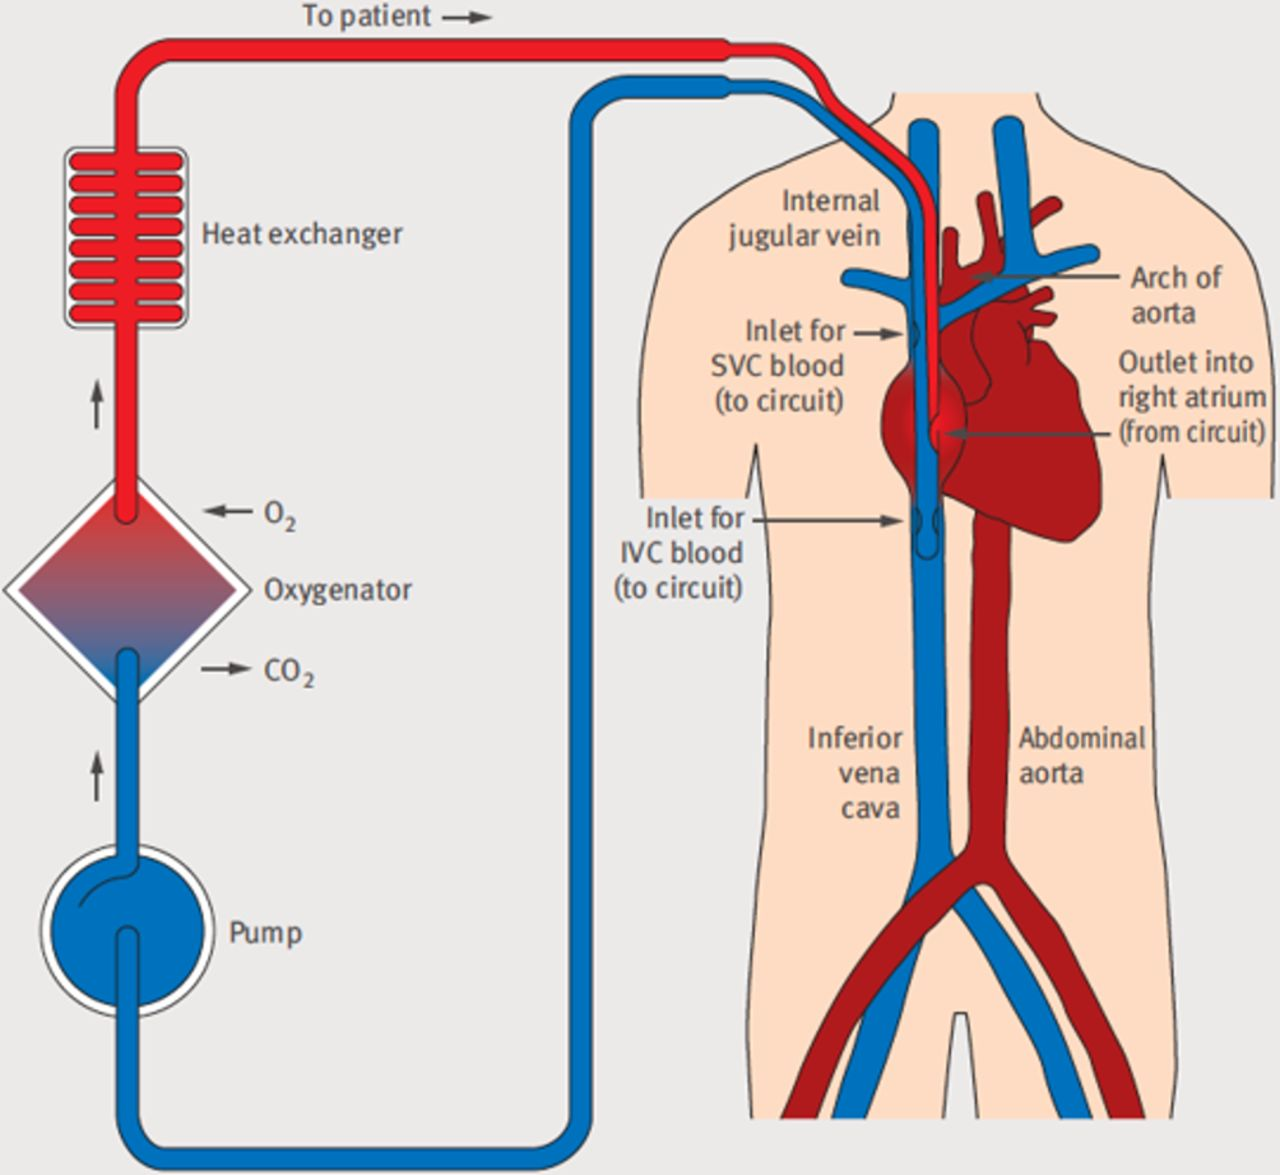 To patient
Heat exchanger
O2
Oxygenator
CO2
Pump
Internal
jugular vein
Inlet for
SVC blood
(to circuit)
Inlet for
IVC blood
(to circuit)
Inferior
vena
cava
Arch of
aorta
Outlet into
right atrium
(from circuit)
Abdominal
aorta